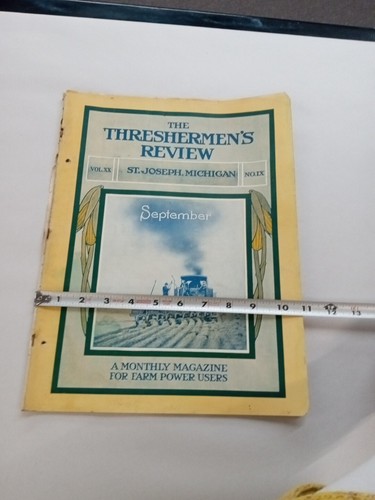 THE
THRESHERMEN'S
REVIEW
VOL. XX ST. JOSEPH, MICHIGAN NO. IX
September
1 2 3 4 5 6 7 8 9 10 11 12 13
A MONTHLY MAGAZINE
FOR FARM POWER USERS